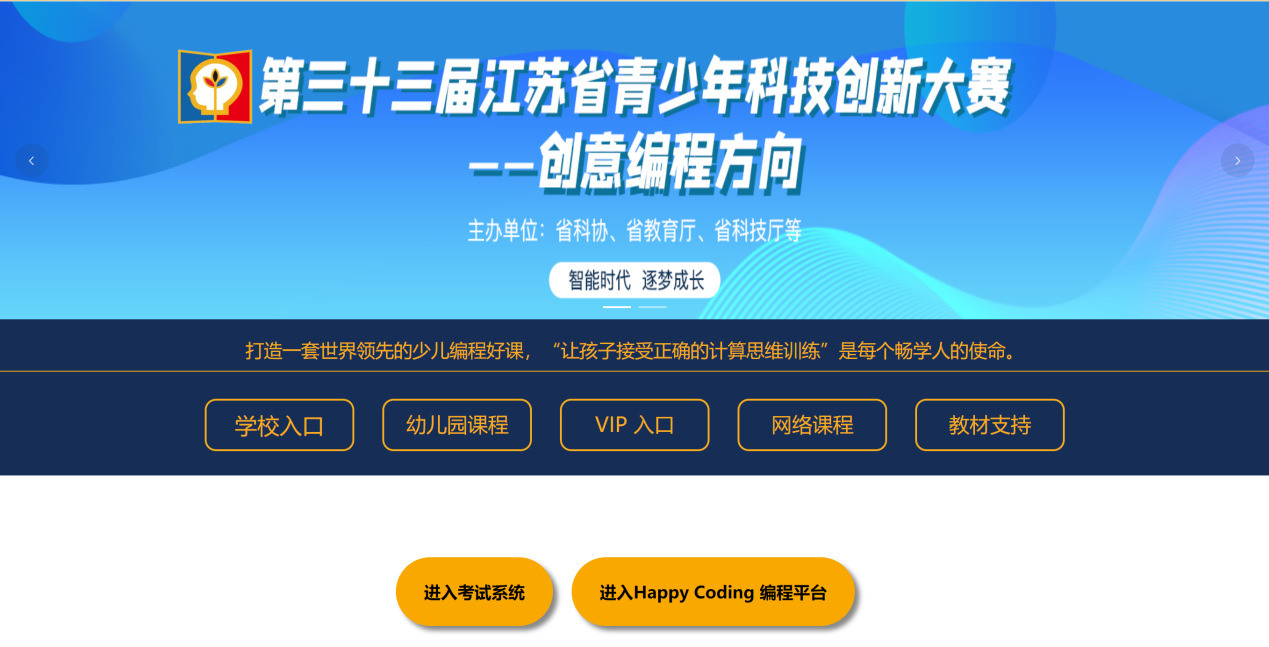 第三十三届江苏省青少年科技创新大赛
——创意编程方向
主办单位：省科协、省教育厅、省科技厅等
智能时代 逐梦成长
打造一套世界领先的少儿编程好课，“让孩子接受正确的计算思维训练”是每个畅学人的使命。
学校入口
幼儿园课程
VIP 入口
网络课程
教材支持
进入考试系统
进入Happy Coding 编程平台